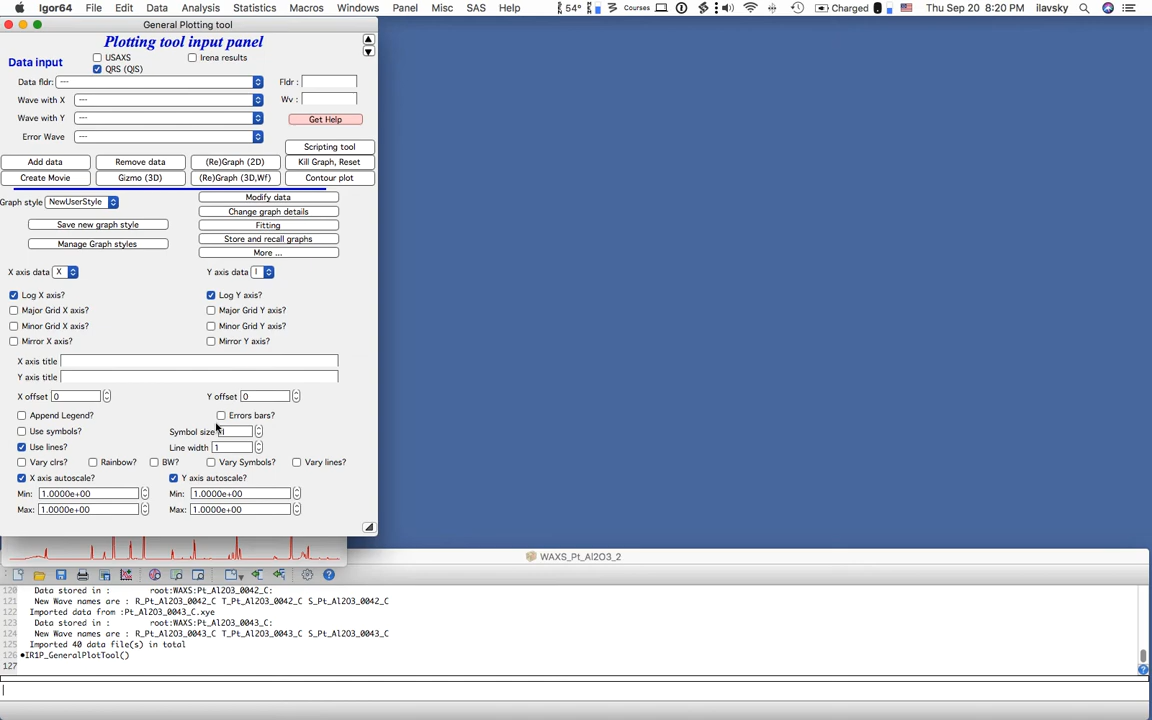 Igor64 File Edit Data Analysis Statistics Macros Windows Panel Misc SAS Help 54° Courses Charged Thu Sep 20 8:20 PM ilavsky
General Plotting tool
Plotting tool input panel
Data input
USAXS
Irena results
QRS (QIS)
Data fldr: ---
Fldr :
Wave with X ---
Wv :
Wave with Y ---
Get Help
Error Wave ---
Scripting tool
Add data Remove data (Re)Graph (2D) Kill Graph, Reset
Create Movie Gizmo (3D) (Re)Graph (3D,Wf) Contour plot
Graph style NewUserStyle
Modify data
Change graph details
Save new graph style
Fitting
Store and recall graphs
Manage Graph styles
More ...
X axis data X Y axis data I
Log X axis? Log Y axis?
Major Grid X axis? Major Grid Y axis?
Minor Grid X axis? Minor Grid Y axis?
Mirror X axis? Mirror Y axis?
X axis title
Y axis title
X offset 0 Y offset 0
Append Legend? Errors bars?
Use symbols? Symbol size
Use lines? Line width 1
Vary clrs? Rainbow? BW? Vary Symbols? Vary lines?
X axis autoscale? Y axis autoscale?
Min: 1.0000e+00 Min: 1.0000e+00
Max: 1.0000e+00 Max: 1.0000e+00
WAXS_Pt_Al2O3_2
120 Data stored in : root:WAXS:Pt_Al2O3_0042_C:
121 New Wave names are : R_Pt_Al2O3_0042_C T_Pt_Al2O3_0042_C S_Pt_Al2O3_0042_C
122 Imported data from :Pt_Al2O3_0043_C.xye
123 Data stored in : root:WAXS:Pt_Al2O3_0043_C:
124 New Wave names are : R_Pt_Al2O3_0043_C T_Pt_Al2O3_0043_C S_Pt_Al2O3_0043_C
125 Imported 40 data file(s) in total
126 •IR1P_GeneralPlotTool()
127